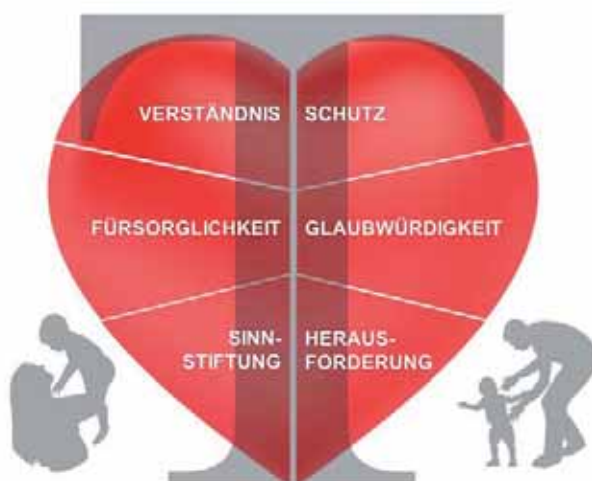 VERSTÄNDNIS
SCHUTZ
FÜRSORGLICHKEIT
GLAUBWÜRDIGKEIT
SINN-
STIFTUNG
HERAUS-
FORDERUNG